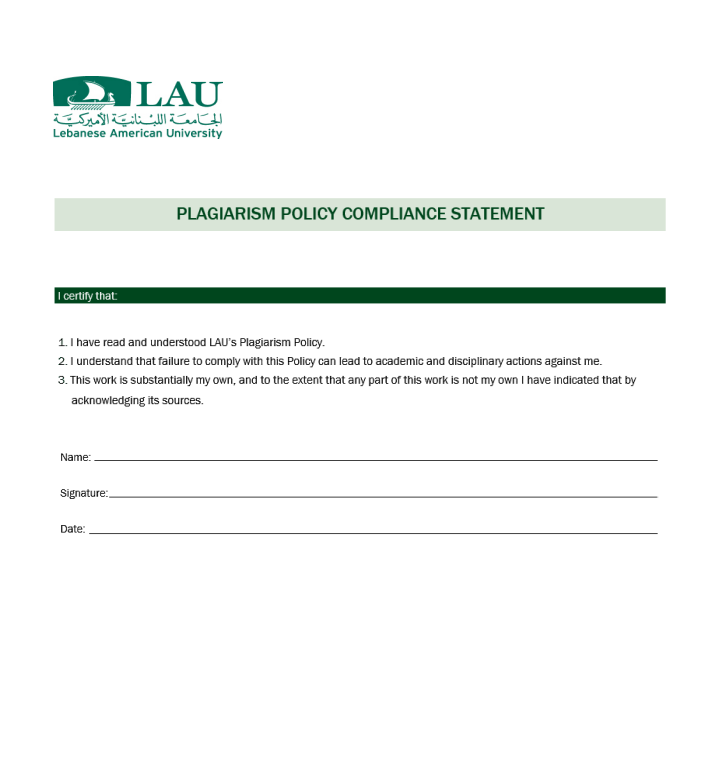 LAU
الجامعة اللبنانية الأميركية
Lebanese American University
PLAGIARISM POLICY COMPLIANCE STATEMENT
I certify that:
1. I have read and understood LAU's Plagiarism Policy.
2. I understand that failure to comply with this Policy can lead to academic and disciplinary actions against me.
3. This work is substantially my own, and to the extent that any part of this work is not my own I have indicated that by
acknowledging its sources.
Name:
Signature:
Date: